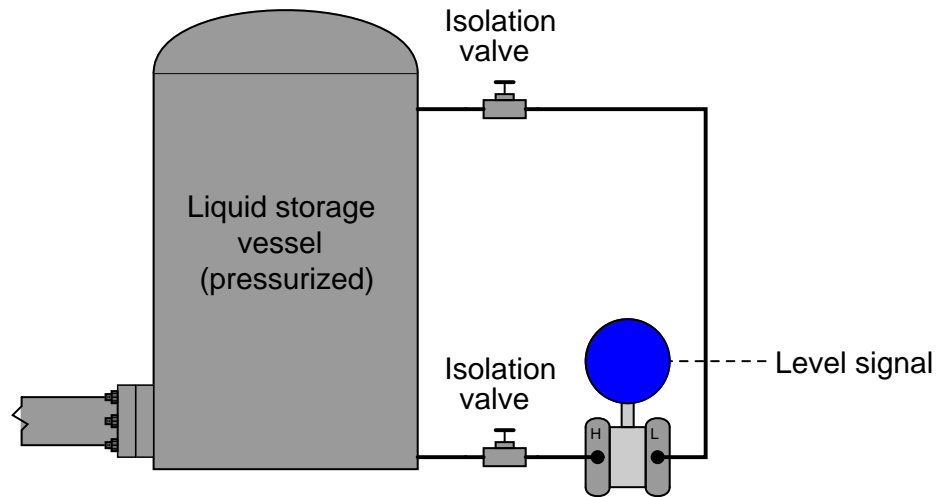 Isolation
valve
Liquid storage
vessel
(pressurized)
Isolation
valve
Level signal
H
L